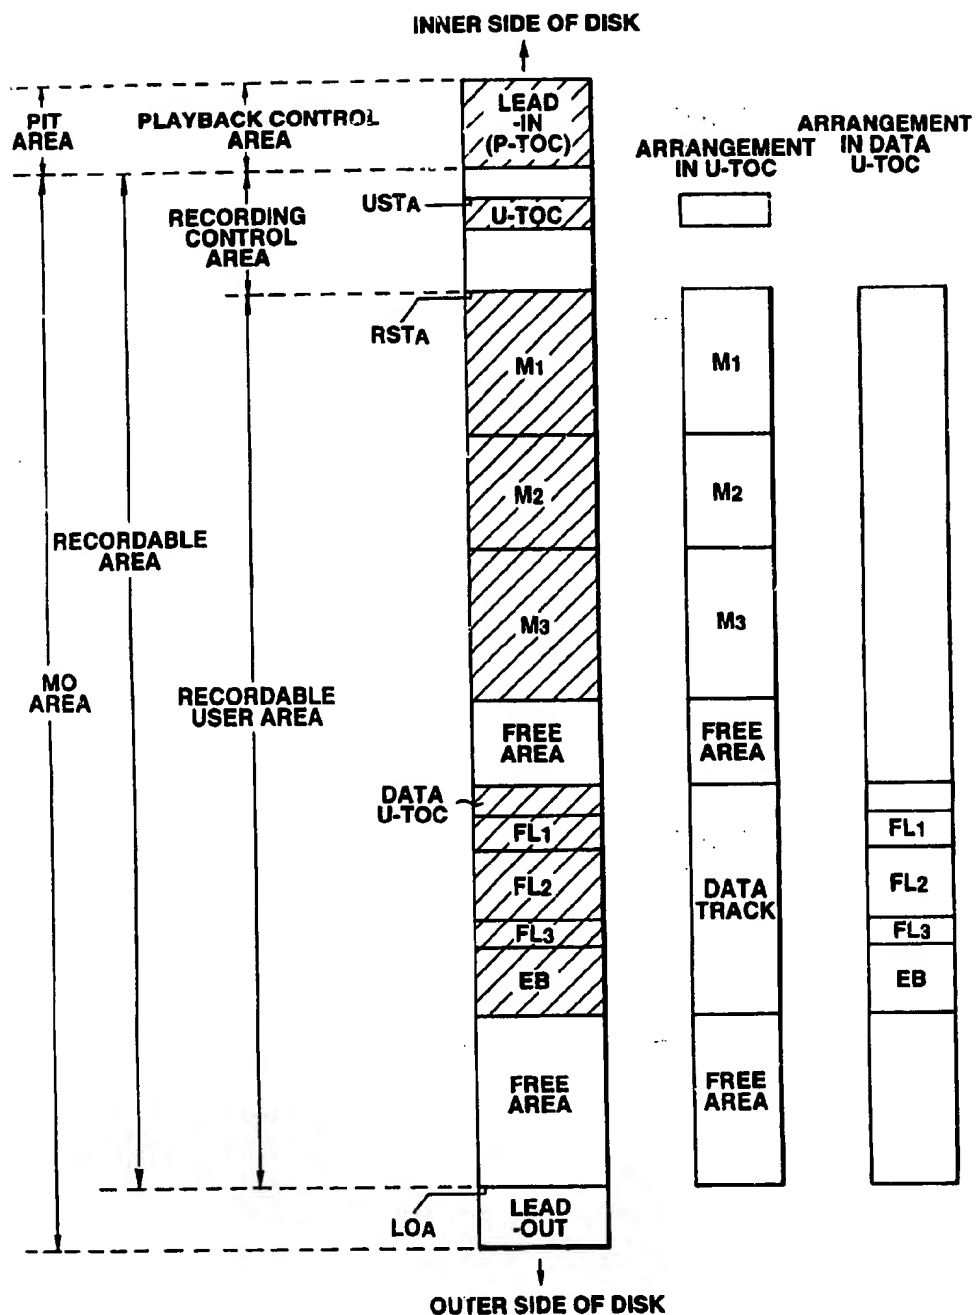 INNER SIDE OF DISK
PIT
AREA
PLAYBACK CONTROL
AREA
LEAD
-IN
(P-TOC)
ARRANGEMENT
IN U-TOC
ARRANGEMENT
IN DATA
U-TOC
RECORDING
CONTROL
AREA
USTA
U-TOC
RSTA
M1
M1
M2
M2
RECORDABLE
AREA
M3
M3
MO
AREA
RECORDABLE
USER AREA
FREE
AREA
FREE
AREA
DATA
U-TOC
FL1
FL1
FL2
DATA
TRACK
FL2
FL3
FL3
EB
EB
FREE
AREA
FREE
AREA
LOA
LEAD
-OUT
OUTER SIDE OF DISK